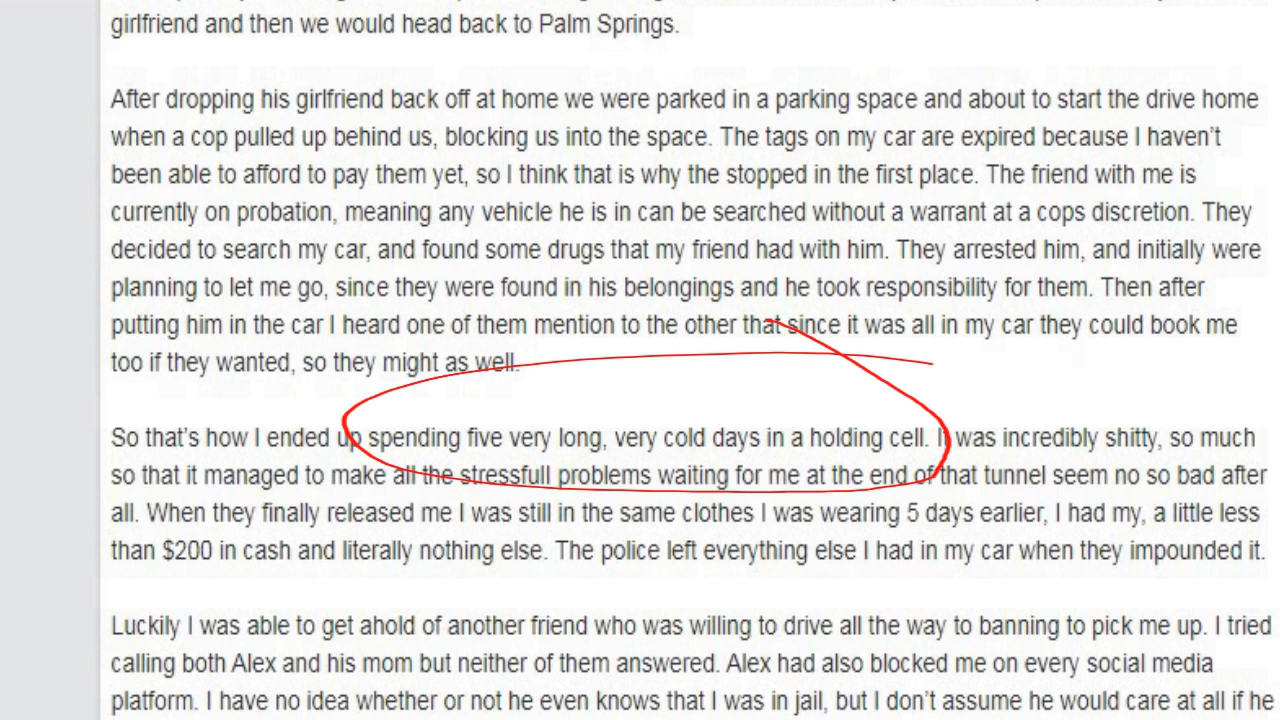 girlfriend and then we would head back to Palm Springs.
After dropping his girlfriend back off at home we were parked in a parking space and about to start the drive home
when a cop pulled up behind us, blocking us into the space. The tags on my car are expired because I haven't
been able to afford to pay them yet, so I think that is why the stopped in the first place. The friend with me is
currently on probation, meaning any vehicle he is in can be searched without a warrant at a cops discretion. They
decided to search my car, and found some drugs that my friend had with him. They arrested him, and initially were
planning to let me go, since they were found in his belongings and he took responsibility for them. Then after
putting him in the car I heard one of them mention to the other that since it was all in my car they could book me
too if they wanted, so they might as well.
So that's how I ended up spending five very long, very cold days in a holding cell. It was incredibly shitty, so much
so that it managed to make all the stressfull problems waiting for me at the end of that tunnel seem no so bad after
all. When they finally released me I was still in the same clothes I was wearing 5 days earlier, I had my, a little less
than $200 in cash and literally nothing else. The police left everything else I had in my car when they impounded it.
Luckily I was able to get ahold of another friend who was willing to drive all the way to banning to pick me up. I tried
calling both Alex and his mom but neither of them answered. Alex had also blocked me on every social media
platform. I have no idea whether or not he even knows that I was in jail, but I don't assume he would care at all if he